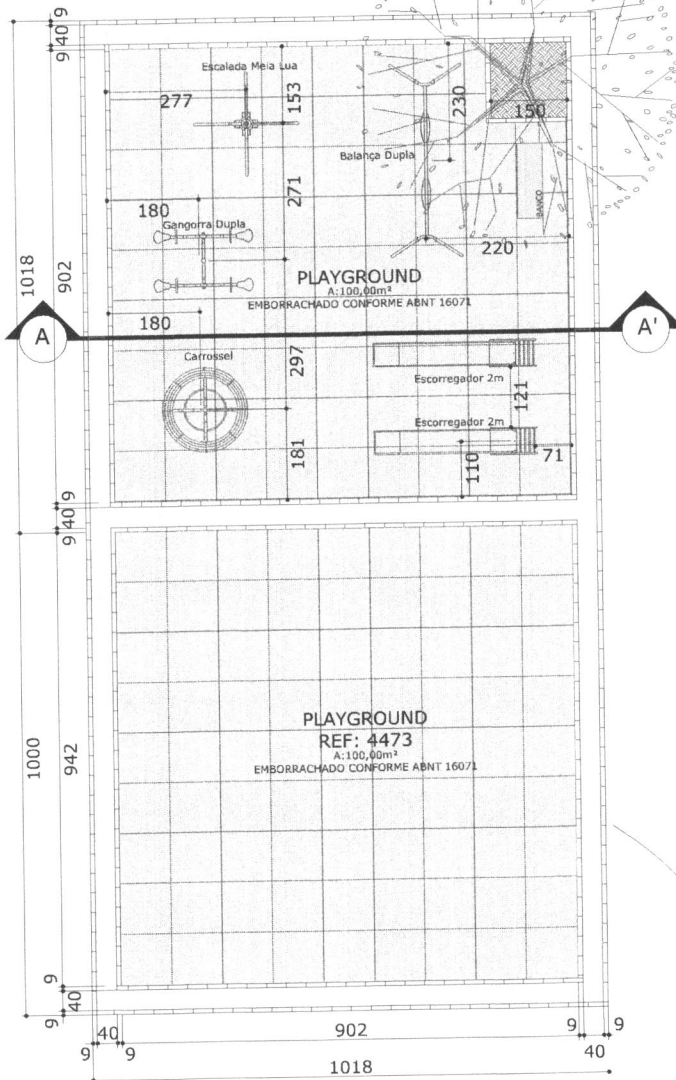 9
40
9
Escalada Meia Lua
277
153
230
150
Balança Dupla
271
180
Gangorra Dupla
BANCO
220
1018
902
PLAYGROUND
A:100,00m²
EMBORRACHADO CONFORME ABNT 16071
180
A
A'
Carrossel
297
Escorregador 2m
121
Escorregador 2m
181
110
71
9
40
9
PLAYGROUND
REF: 4473
A:100,00m²
EMBORRACHADO CONFORME ABNT 16071
1000
942
9
40
9
40
902
9
9
9
9
40
1018